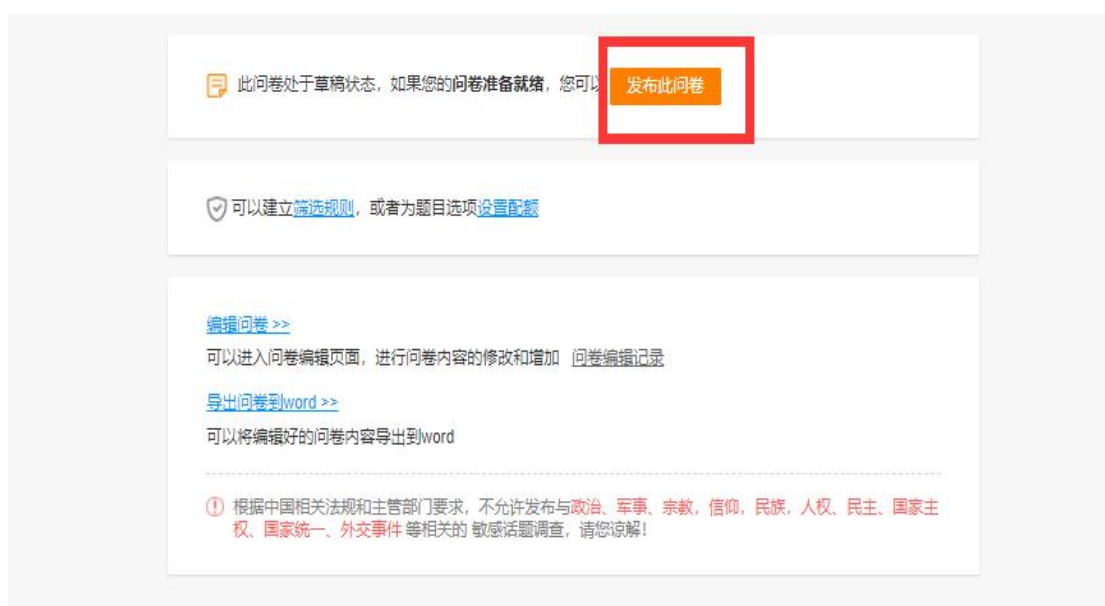 此问卷处于草稿状态，如果您的问卷准备就绪，您可以 发布此问卷
可以建立筛选规则，或者为题目选项设置配额
编辑问卷 >>
可以进入问卷编辑页面，进行问卷内容的修改和增加 问卷编辑记录
导出问卷到word >>
可以将编辑好的问卷内容导出到word
根据中国相关法规和主管部门要求，不允许发布与政治、军事、宗教，信仰，民族，人权、民主、国家主
权、国家统一、外交事件 等相关的 敏感话题调查，请您谅解！